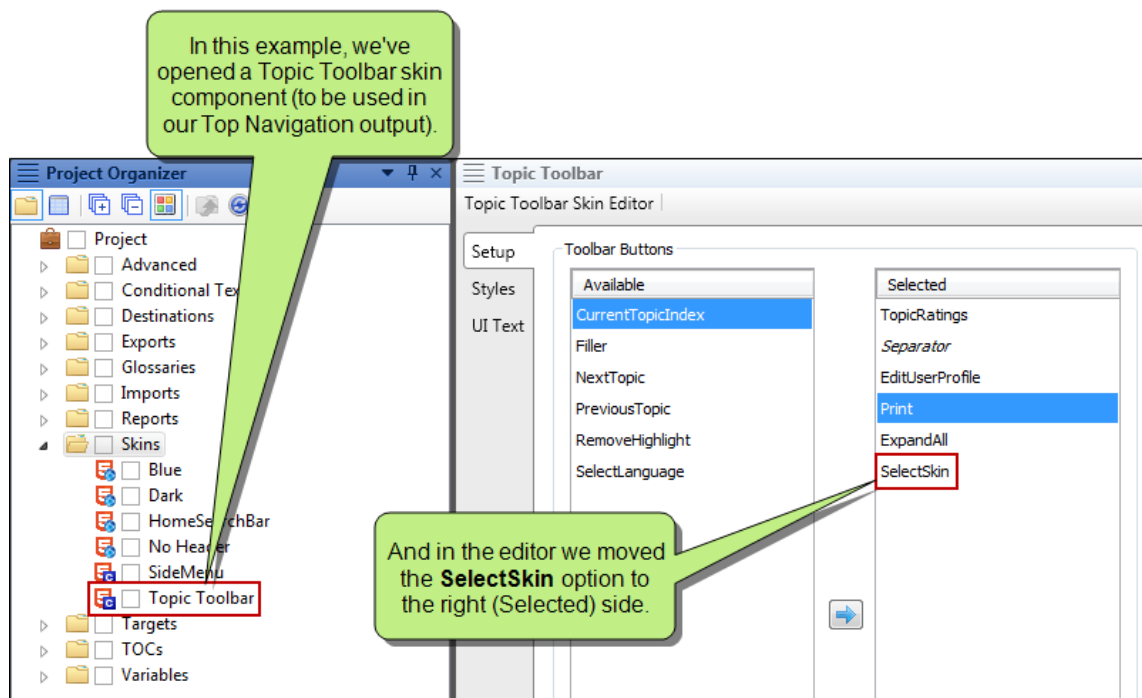 In this example, we've
opened a Topic Toolbar skin
component (to be used in
our Top Navigation output).
Project Organizer
Project
Advanced
Conditional Tex
Destinations
Exports
Glossaries
Imports
Reports
Skins
Blue
Dark
HomeSearchBar
No Header
SideMenu
Topic Toolbar
Targets
TOCs
Variables
Topic Toolbar
Topic Toolbar Skin Editor
Setup
Styles
UI Text
Toolbar Buttons
Available
CurrentTopicIndex
Filler
NextTopic
PreviousTopic
RemoveHighlight
SelectLanguage
Selected
TopicRatings
Separator
EditUserProfile
Print
ExpandAll
SelectSkin
And in the editor we moved
the SelectSkin option to
the right (Selected) side.